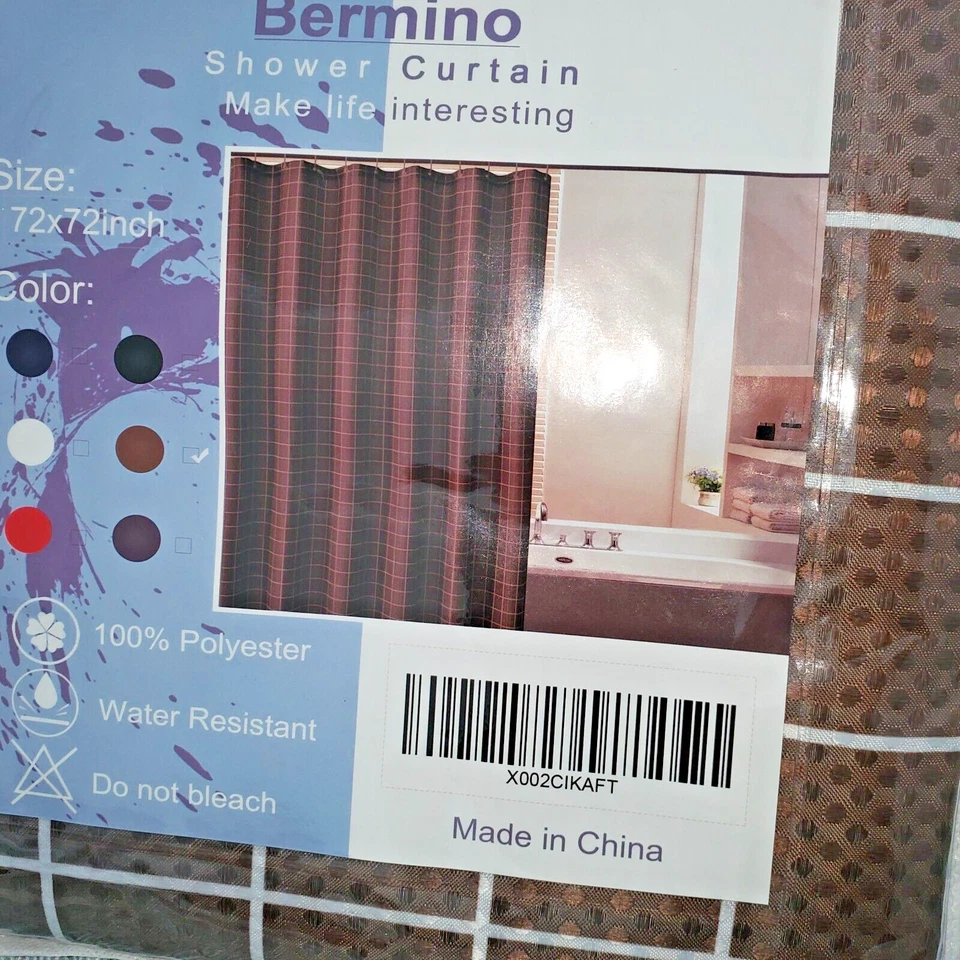 Bermino
Shower Curtain
Make life interesting
Size:
72x72inch
Color:
100% Polyester
Water Resistant
Do not bleach
X002CIKAFT
Made in China